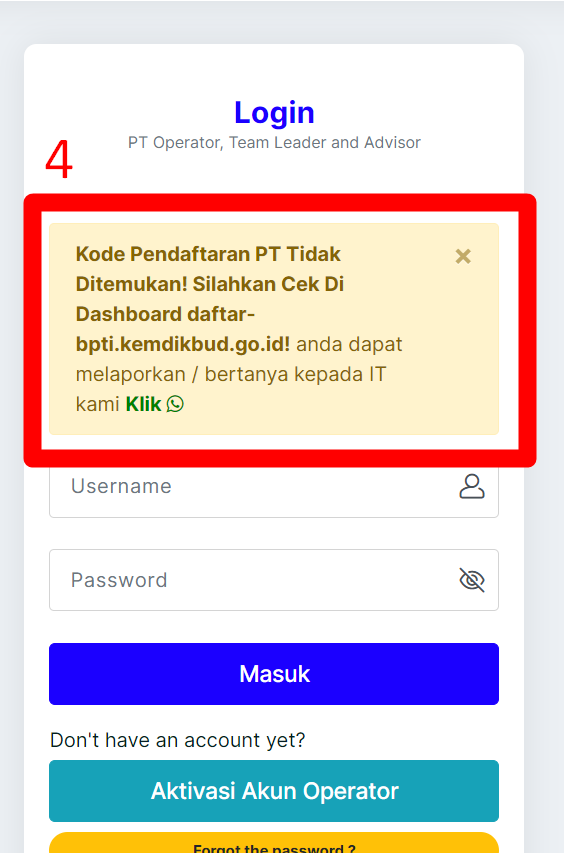 Login
PT Operator, Team Leader and Advisor
4
Kode Pendaftaran PT Tidak
Ditemukan! Silahkan Cek Di
Dashboard daftar-
bpti.kemdikbud.go.id! anda dapat
melaporkan / bertanya kepada IT
kami Klik
Username
Password
Masuk
Don't have an account yet?
Aktivasi Akun Operator
Forgot the password ?